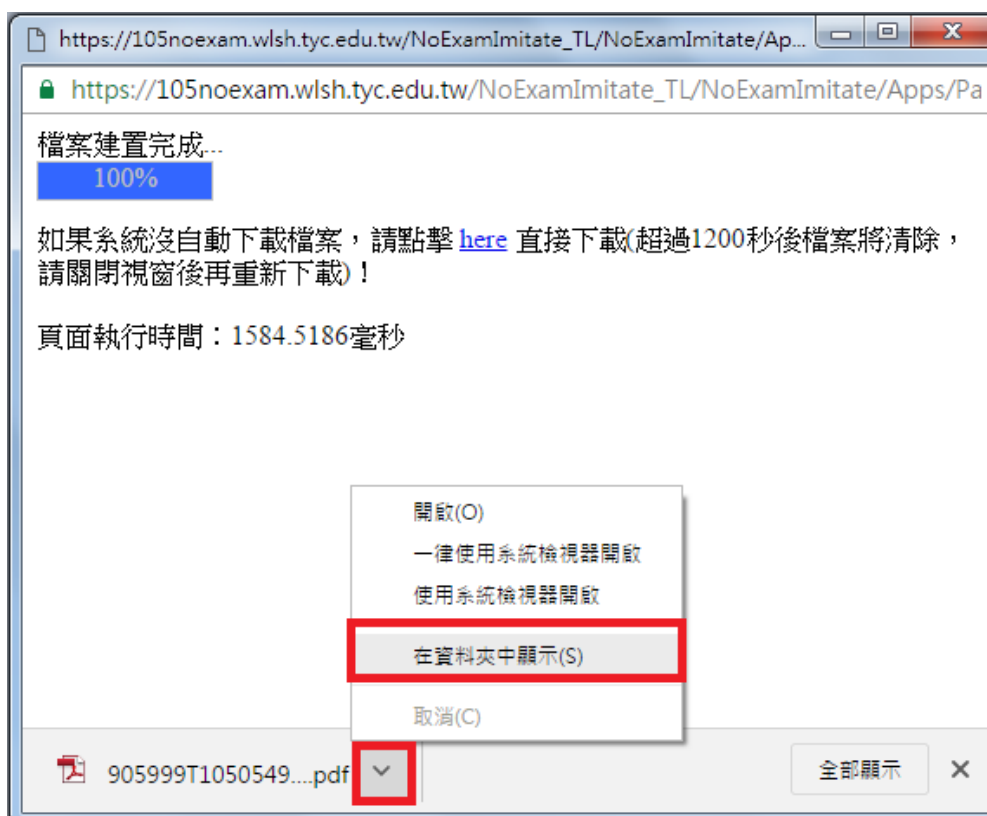 https://105noexam.wlsh.tyc.edu.tw/NoExamImitate_TL/NoExamImitate/Ap...
https://105noexam.wlsh.tyc.edu.tw/NoExamImitate_TL/NoExamImitate/Apps/Pa
檔案建置完成...
100%
如果系統沒自動下載檔案，請點擊 here 直接下載(超過1200秒後檔案將清除，
請關閉視窗後再重新下載)！
頁面執行時間：1584.5186毫秒
開啟(O)
一律使用系統檢視器開啟
使用系統檢視器開啟
在資料夾中顯示(S)
取消(C)
905999T1050549....pdf
全部顯示